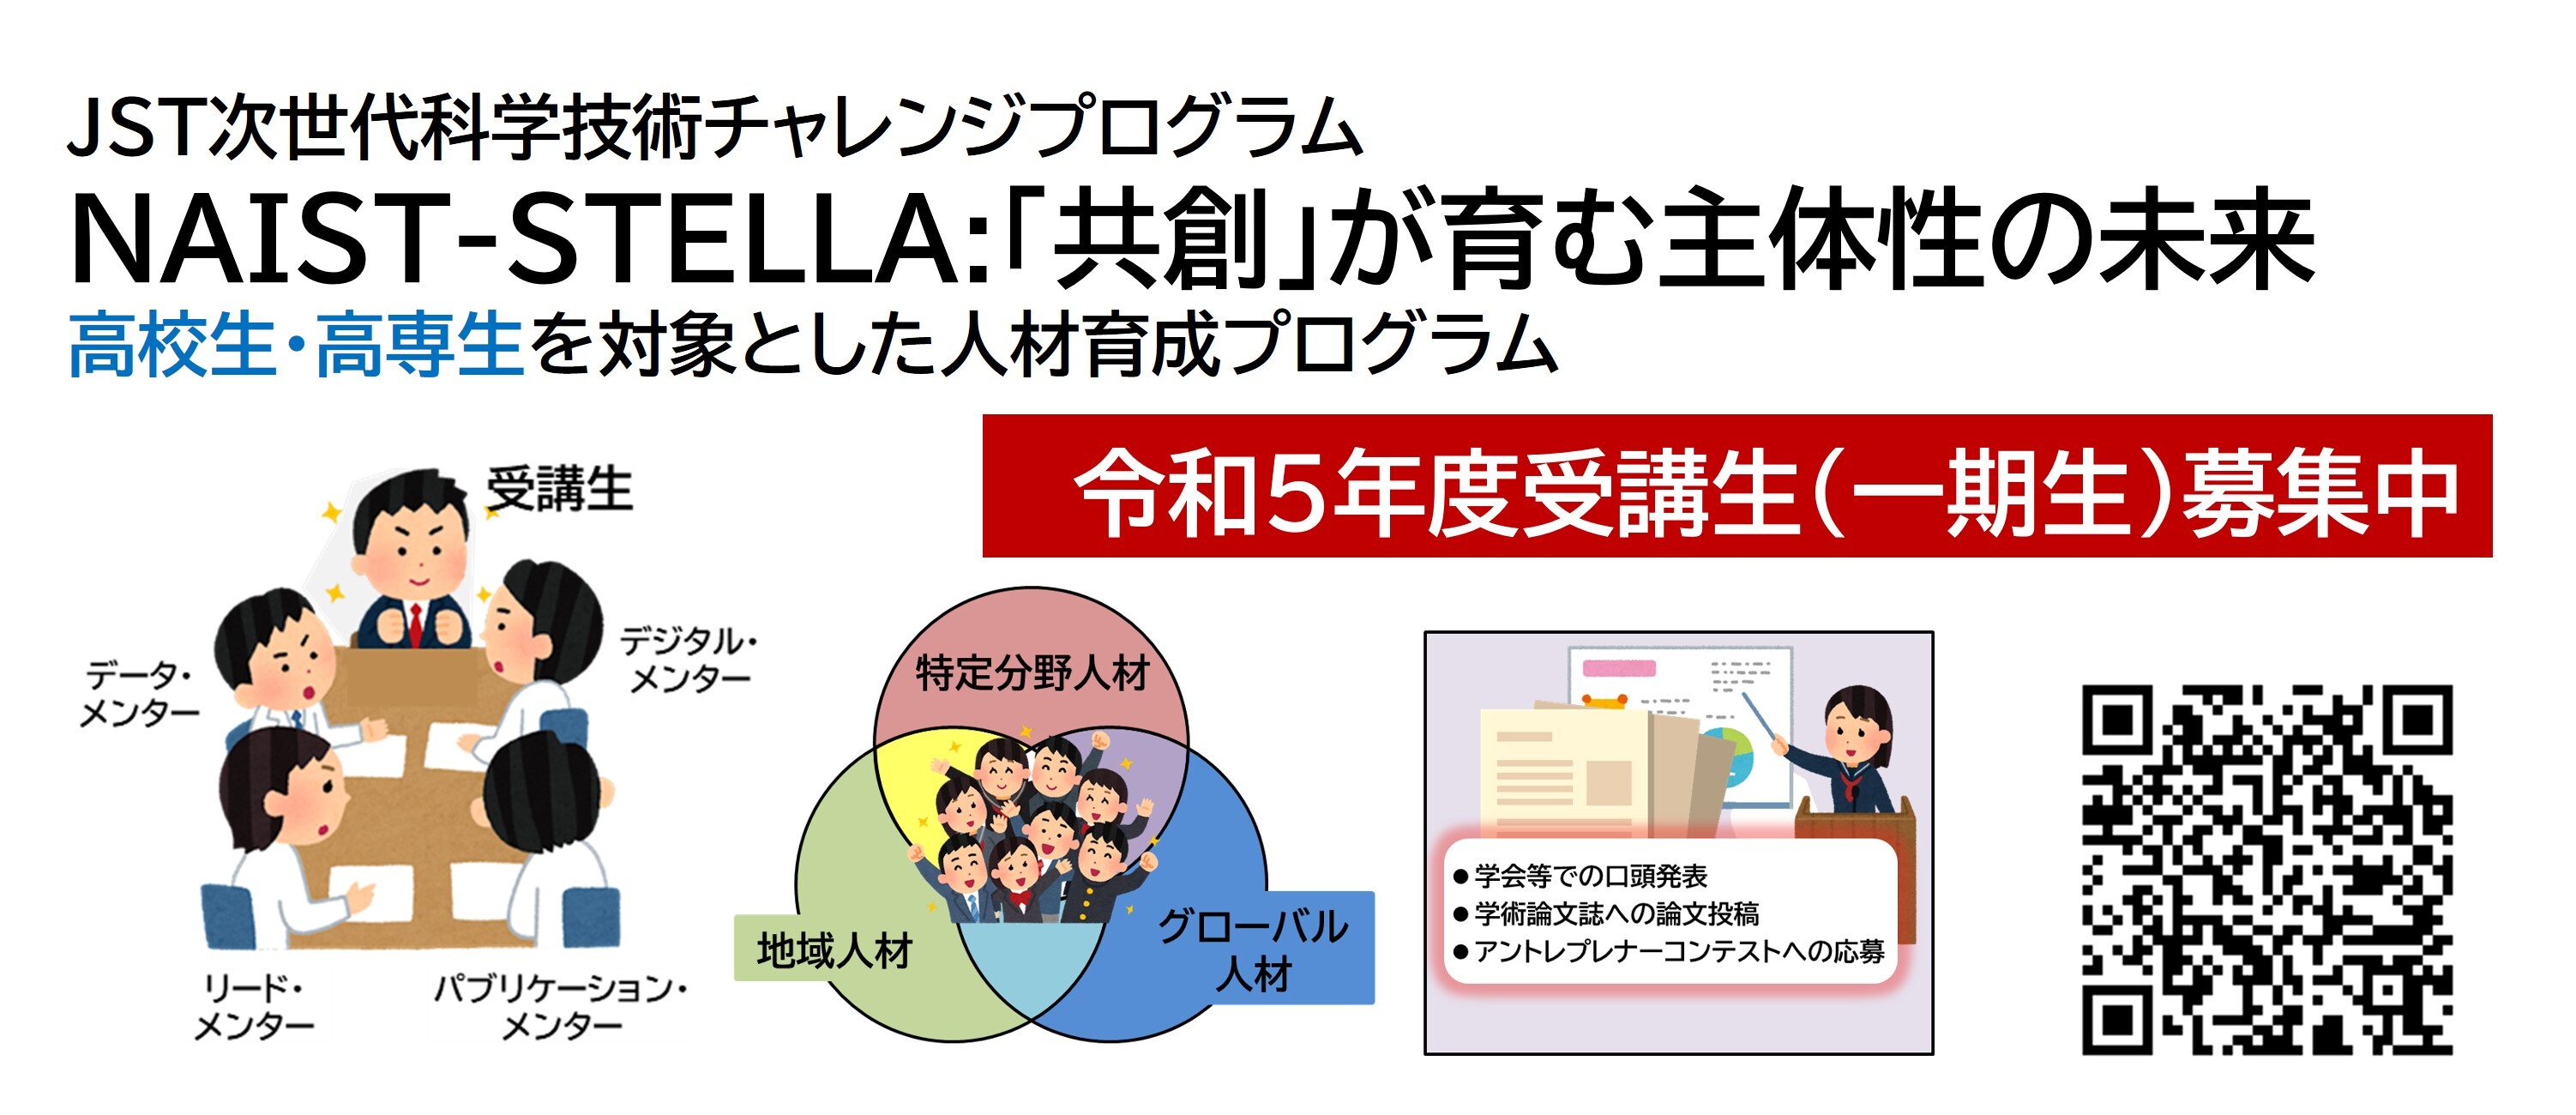 JST次世代科学技術チャレンジプログラム
NAIST-STELLA:「共創」が育む主体性の未来
高校生・高専生を対象とした人材育成プログラム
令和5年度受講生(一期生)募集中
受講生
データ・
メンター
デジタル・
メンター
リード・
メンター
パブリケーション・
メンター
特定分野人材
地域人材
グローバル
人材
●学会等での口頭発表
●学術論文誌への論文投稿
●アントレプレナーコンテストへの応募